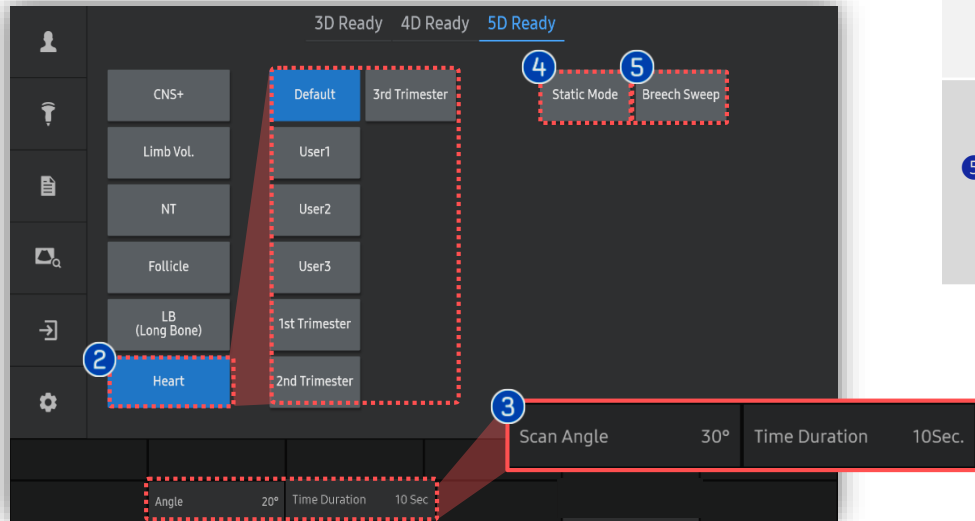 3D Ready 4D Ready 5D Ready
4 5
CNS+ Default 3rd Trimester Static Mode Breech Sweep
Limb Vol. User1
NT User2
5
Follicle User3
LB
(Long Bone) 1st Trimester
2
Heart 2nd Trimester
3
Scan Angle 30° Time Duration 10Sec.
Angle 20° Time Duration 10 Sec